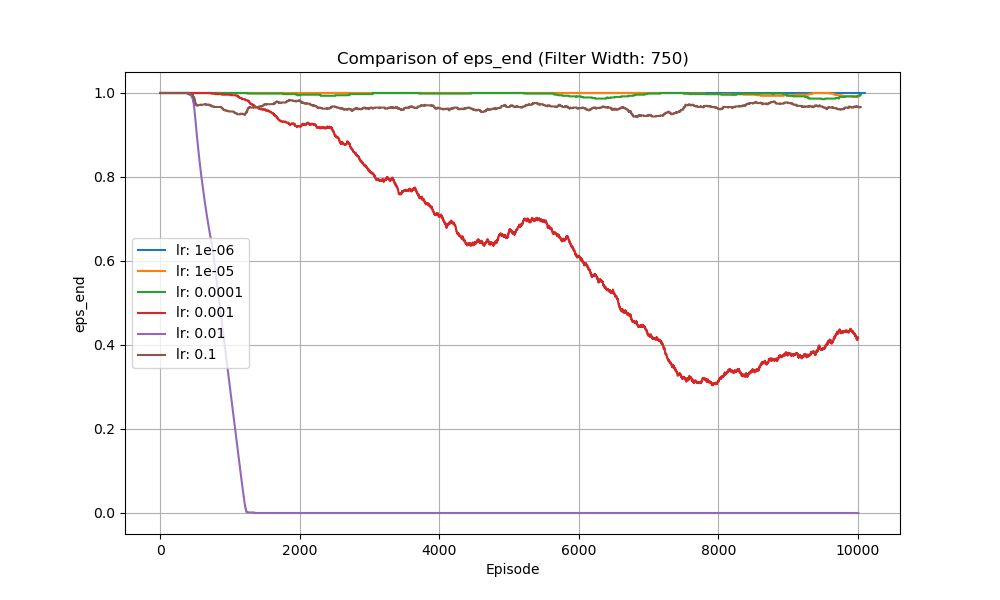 Comparison of eps_end (Filter Width: 750)
1.0
0.8
0.6
0.4
0.2
0.0
eps_end
lr: 1e-06
lr: 1e-05
lr: 0.0001
lr: 0.001
lr: 0.01
lr: 0.1
0 2000 4000 6000 8000 10000
Episode